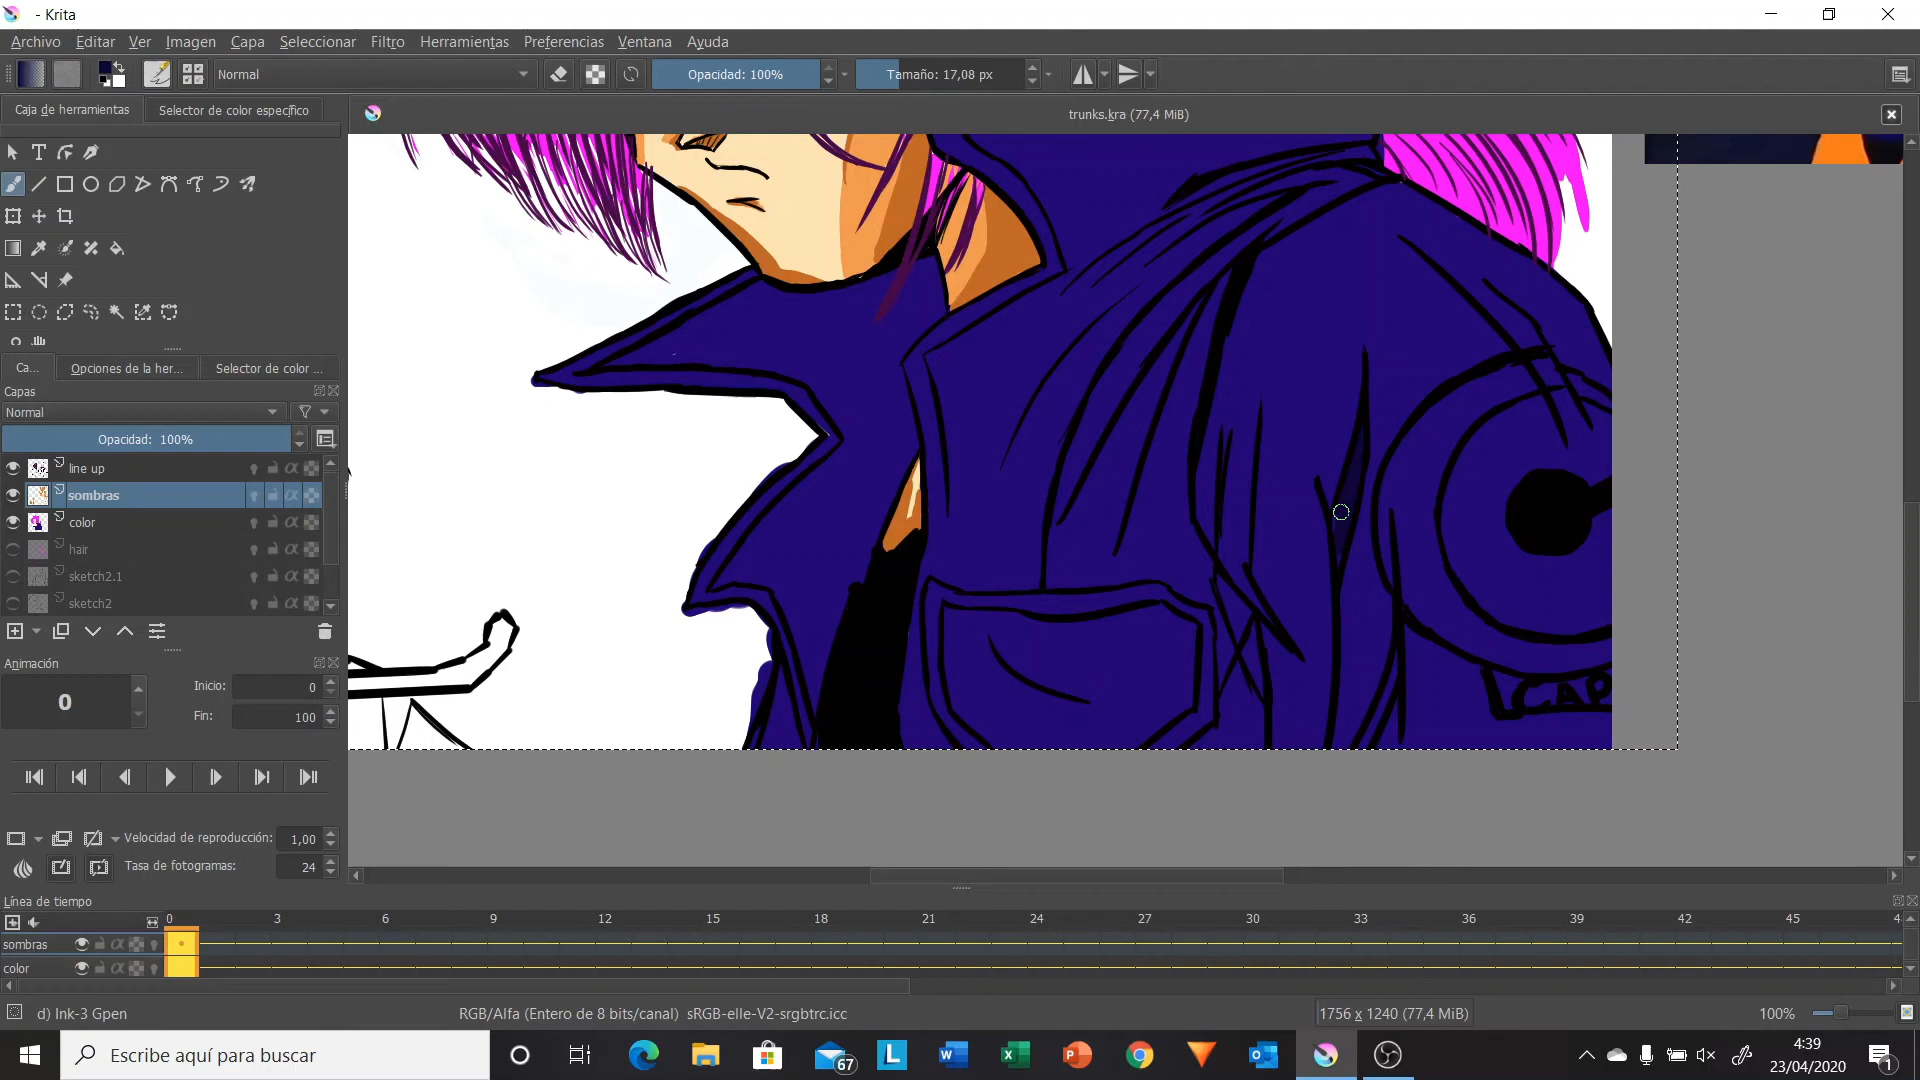 - Krita
Archivo Editar Ver Imagen Capa Seleccionar Filtro Herramientas Preferencias Ventana Ayuda
Normal Opacidad: 100% Tamaño: 17,08 px
Caja de herramientas Selector de color específico
trunks.kra (77,4 MiB)
Ca... Opciones de la her... Selector de color ...
Capas
Normal
Opacidad: 100%
line up
sombras
color
hair
sketch2.1
sketch2
CAP
Animación
0 Inicio: 0
Fin: 100
Velocidad de reproducción: 1,00
Tasa de fotogramas: 24
Línea de tiempo
0 3 6 9 12 15 18 21 24 27 30 33 36 39 42 45 4
sombras
color
d) Ink-3 Gpen RGB/Alfa (Entero de 8 bits/canal) sRGB-elle-V2-srgbtrc.icc 1756 x 1240 (77,4 MiB) 100%
Escribe aquí para buscar 67 L 4:39
23/04/2020 1